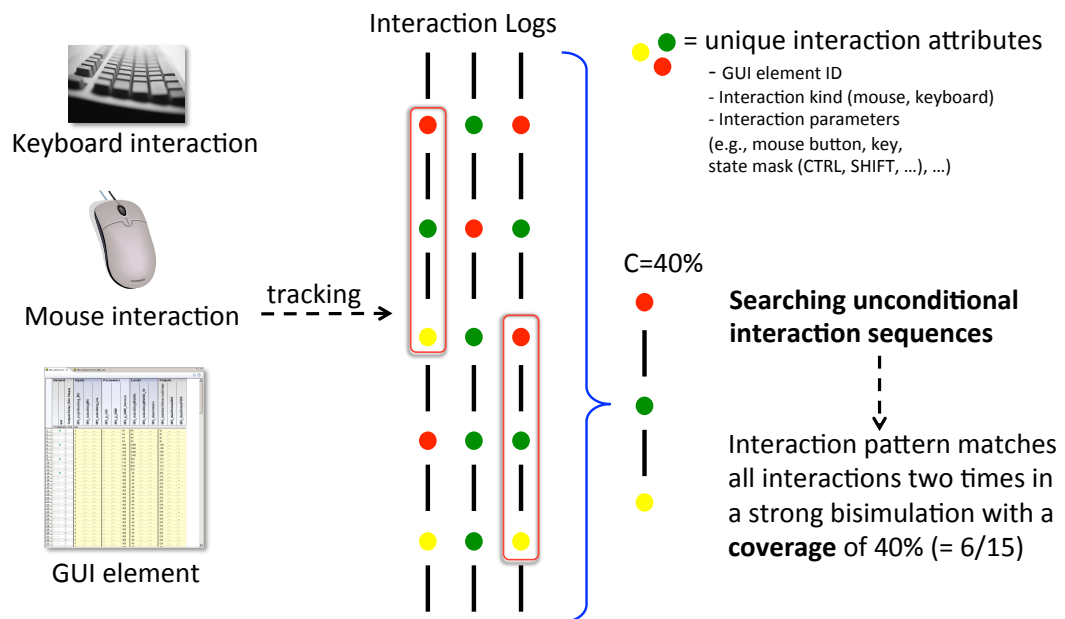 Interaction Logs
Keyboard interaction
Mouse interaction
GUI element
tracking
= unique interaction attributes
- GUI element ID
- Interaction kind (mouse, keyboard)
- Interaction parameters
(e.g., mouse button, key,
state mask (CTRL, SHIFT, …), …)
C=40%
Searching unconditional
interaction sequences
Interaction pattern matches
all interactions two times in
a strong bisimulation with a
coverage of 40% (= 6/15)